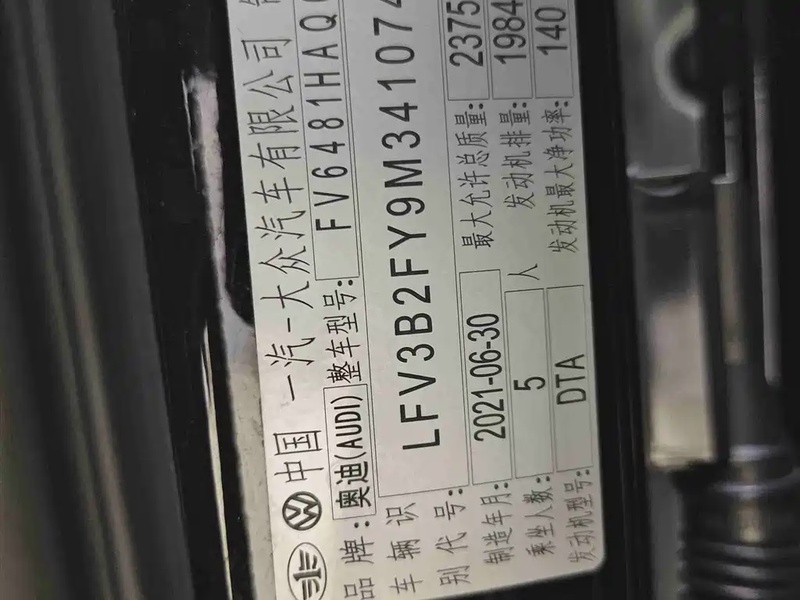 中国 一汽-大众汽车有限公司
品牌: 奥迪(AUDI) 整车型号: FV6481HAQ
车辆识别代号: LFV3B2FY9M341074
制造年月: 2021-06-30 最大允许总质量: 2375
乘坐人数: 5 人 发动机排量: 1984
发动机型号: DTA 发动机最大净功率: 140